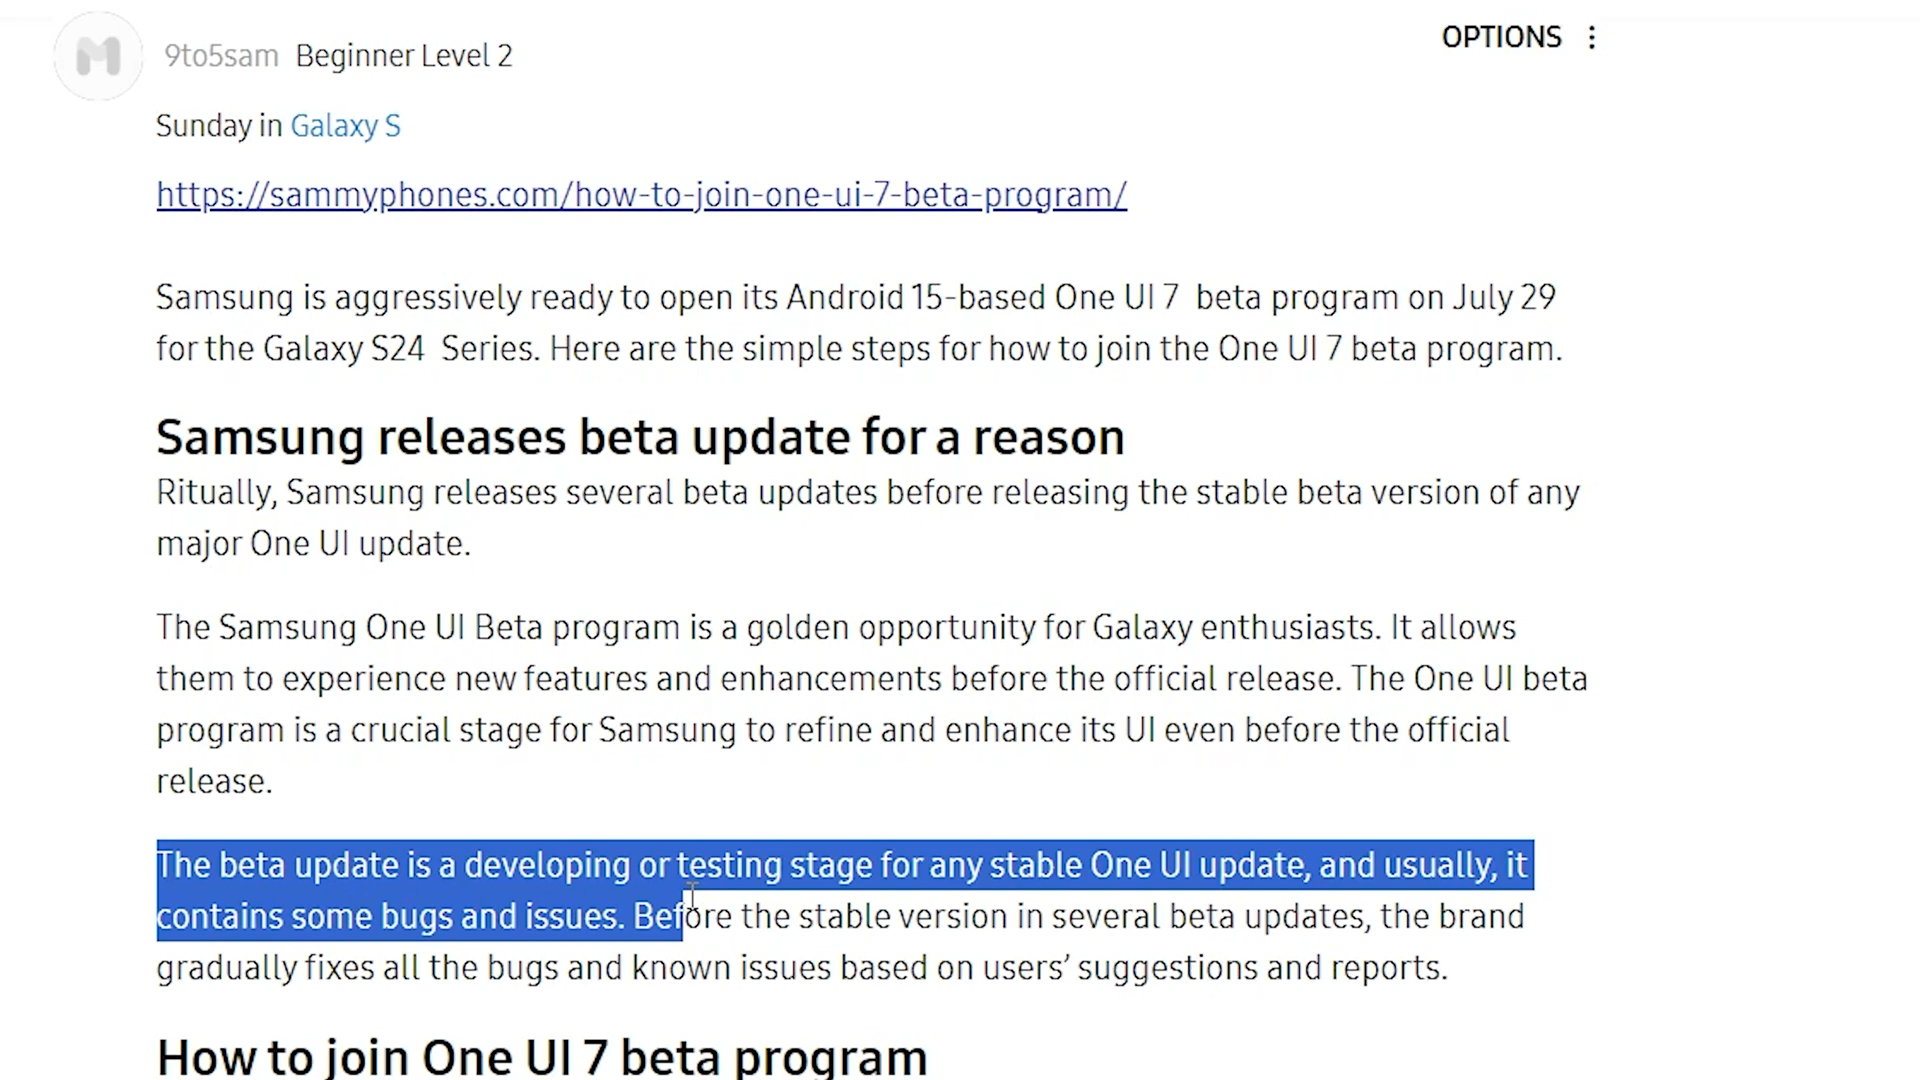 9to5sam Beginner Level 2
OPTIONS
Sunday in Galaxy S
https://sammyphones.com/how-to-join-one-ui-7-beta-program/
Samsung is aggressively ready to open its Android 15-based One UI 7 beta program on July 29
for the Galaxy S24 Series. Here are the simple steps for how to join the One UI 7 beta program.
Samsung releases beta update for a reason
Ritually, Samsung releases several beta updates before releasing the stable beta version of any
major One UI update.
The Samsung One UI Beta program is a golden opportunity for Galaxy enthusiasts. It allows
them to experience new features and enhancements before the official release. The One UI beta
program is a crucial stage for Samsung to refine and enhance its UI even before the official
release.
The beta update is a developing or testing stage for any stable One UI update, and usually, it
contains some bugs and issues. Before the stable version in several beta updates, the brand
gradually fixes all the bugs and known issues based on users’ suggestions and reports.
How to join One UI 7 beta program